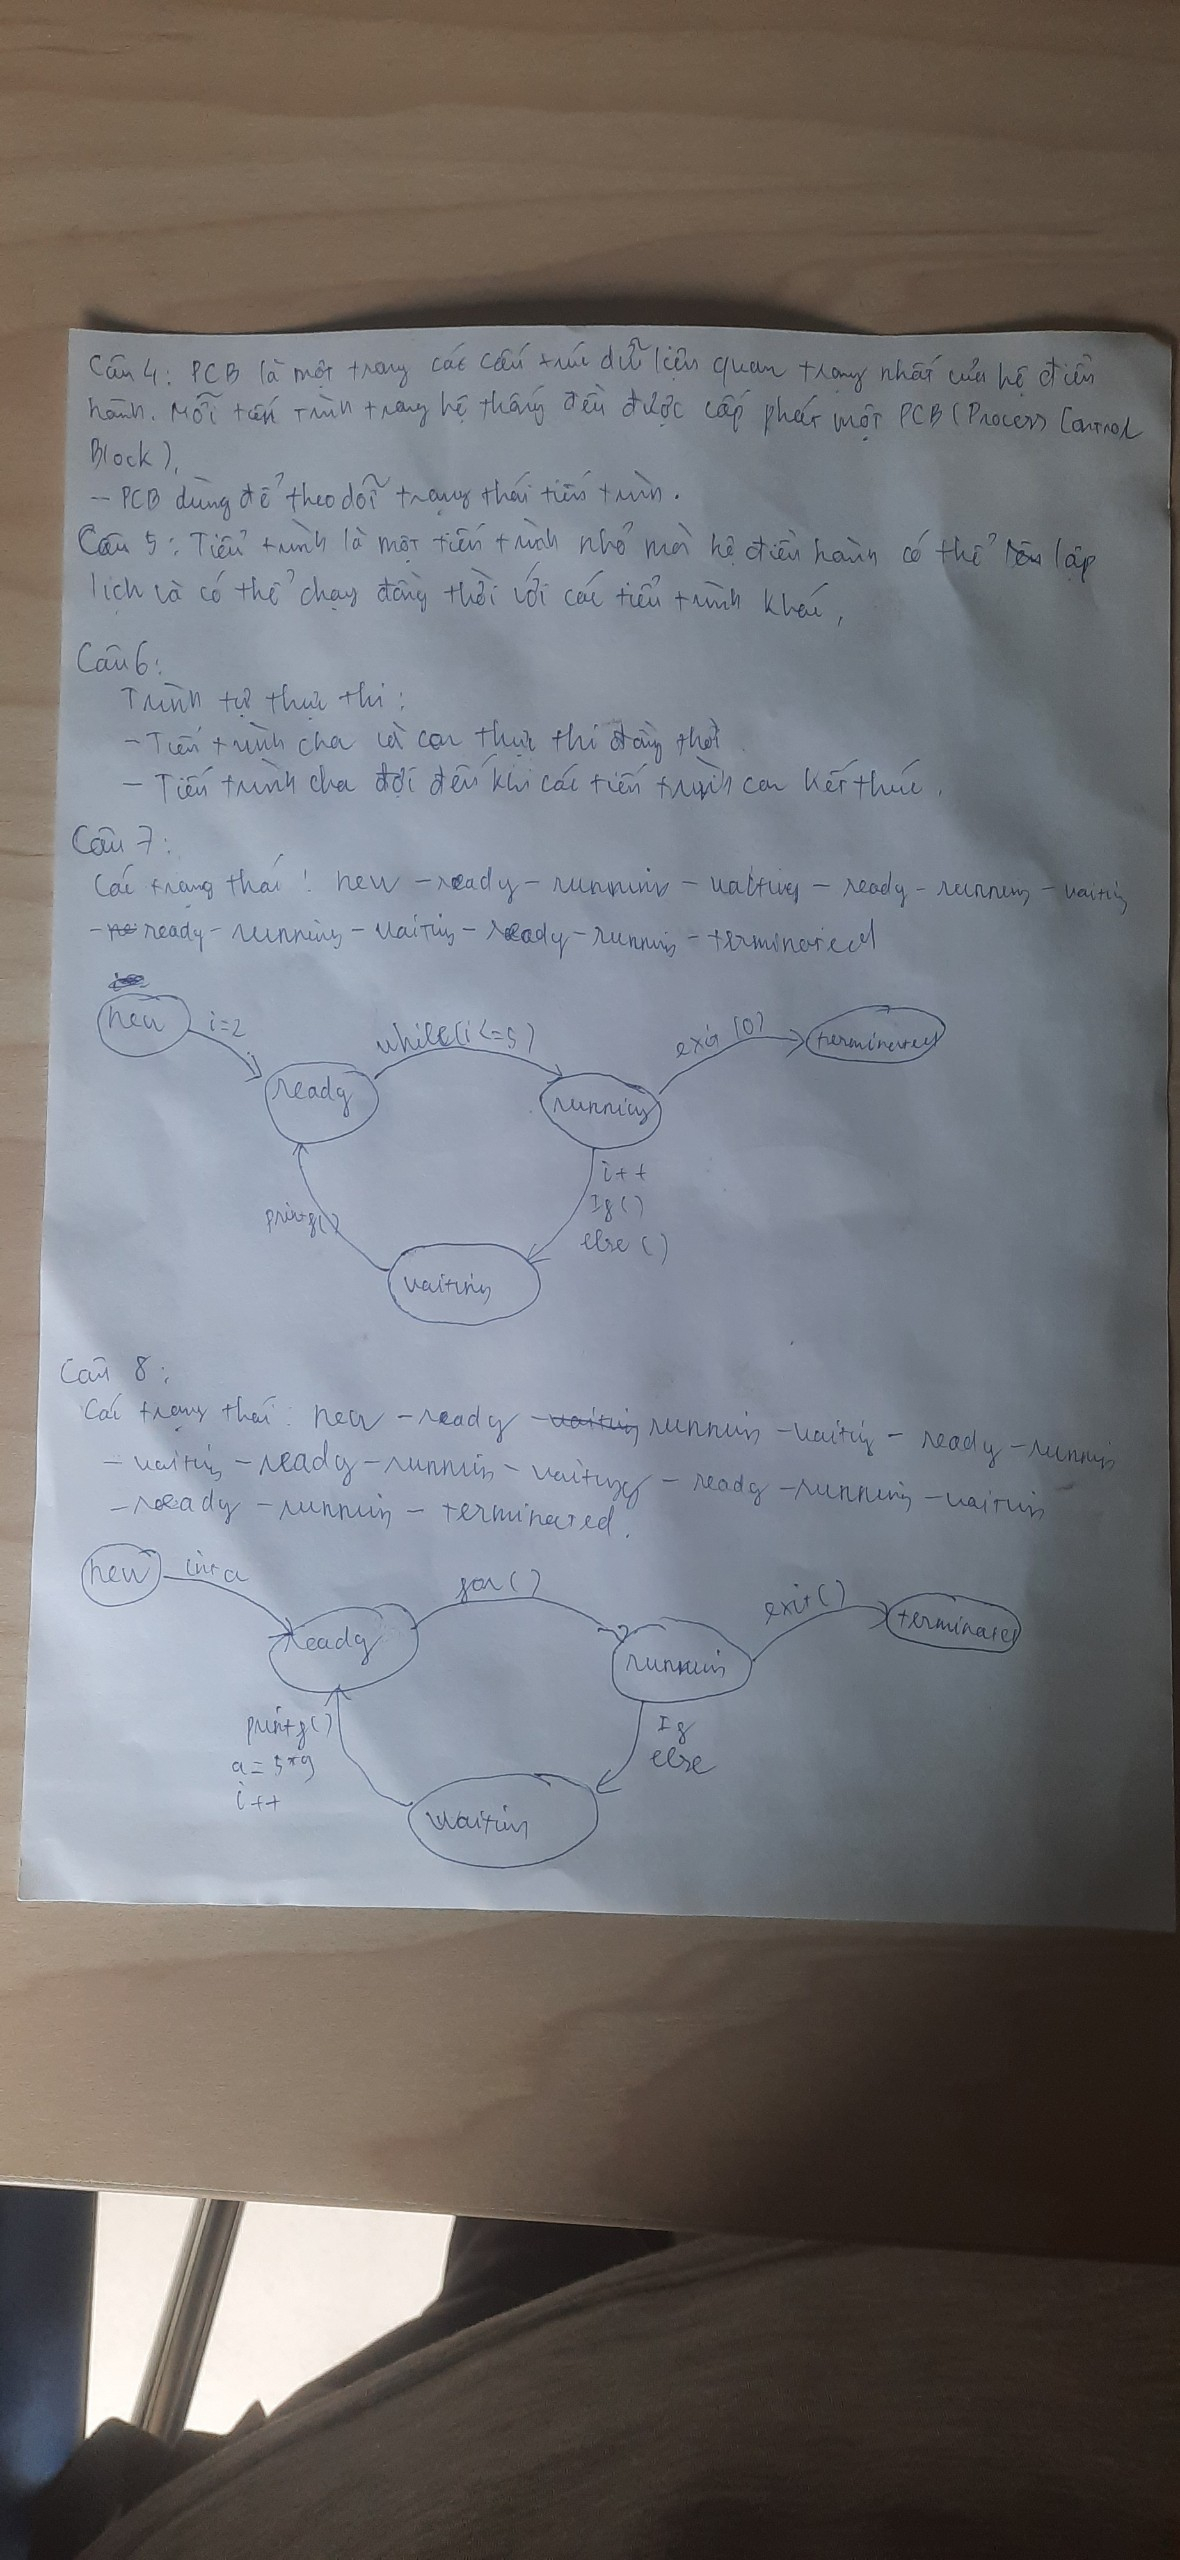 Câu 4: PCB là một trong các cấu trúc dữ liệu quan trọng nhất của hệ điều
hành. Mỗi tiến trình trong hệ thống đều được cấp phát một PCB (Process Control
Block).
- PCB dùng để theo dõi trạng thái tiến trình.
Câu 5: Tiểu trình là một tiến trình nhỏ mà hệ điều hành có thể lập
lịch và có thể chạy đồng thời với các tiểu trình khác.
Câu 6:
Trình tự thực thi:
- Tiến trình cha và con thực thi đồng thời
- Tiến trình cha đợi đến khi các tiến trình con kết thúc.
Câu 7:
Các trạng thái: new - ready - running - waiting - ready - running - waiting
- ready - running - waiting - ready - running - terminated
new
i=2
while(i<=5)
exit (0)
terminated
ready
running
i++
If()
else ()
printf()
waiting
Câu 8:
Các trạng thái: new - ready - waiting running - waiting - ready - running
- waiting - ready - running - waiting - ready - running - waiting
- ready - running - terminated.
new
int a
for ()
exit()
terminated
ready
running
printf()
a = 5*9
i++
If
else
waiting